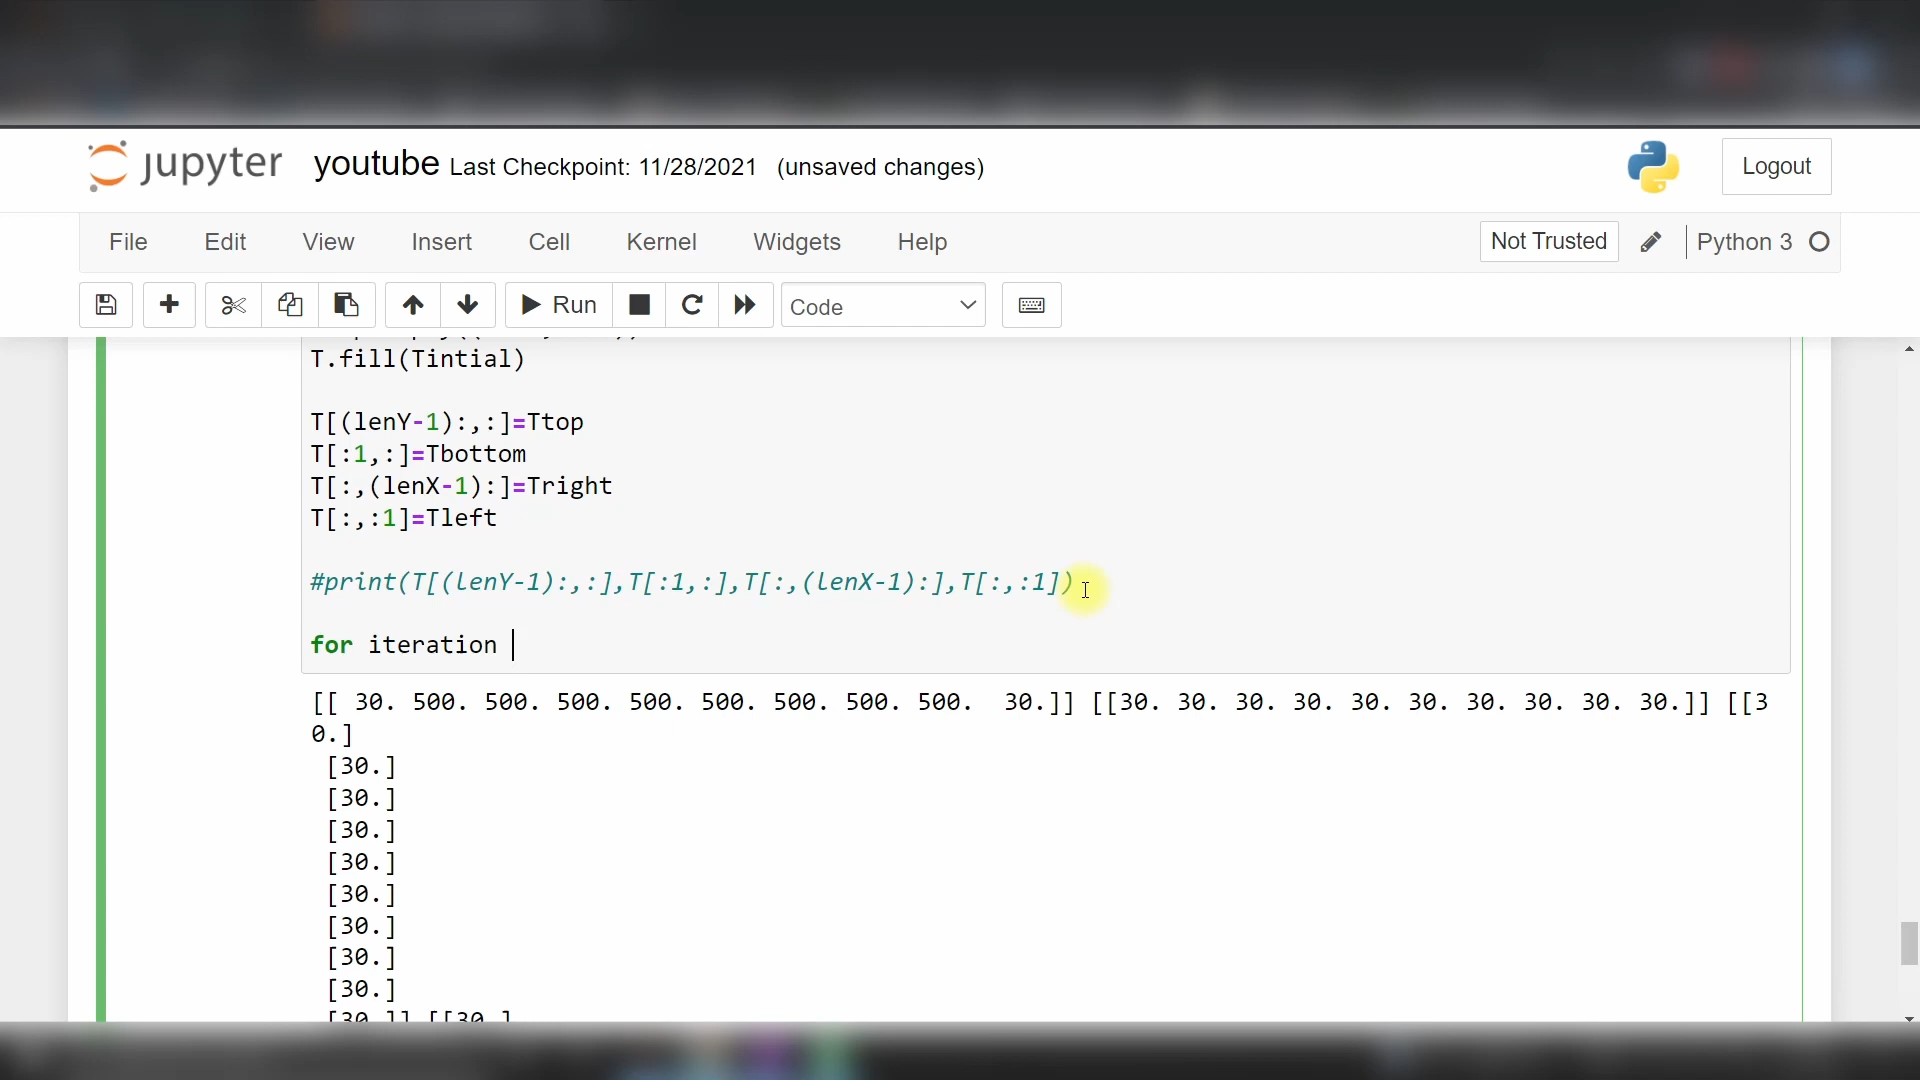 jupyter youtube Last Checkpoint: 11/28/2021 (unsaved changes) Logout
File Edit View Insert Cell Kernel Widgets Help Not Trusted Python 3
Run Code
T.fill(Tintial)
T[(lenY-1):,:]=Ttop
T[:1,:]=Tbottom
T[:,(lenX-1):]=Tright
T[:,:1]=Tleft
#print(T[(lenY-1):,:],T[:1,:],T[:,(lenX-1):],T[:,:1])
for iteration
[[ 30. 500. 500. 500. 500. 500. 500. 500. 500.  30.]] [[30. 30. 30. 30. 30. 30. 30. 30. 30. 30.]] [[3
0.]
[30.]
[30.]
[30.]
[30.]
[30.]
[30.]
[30.]
[30.]
[30.]] [[30.]